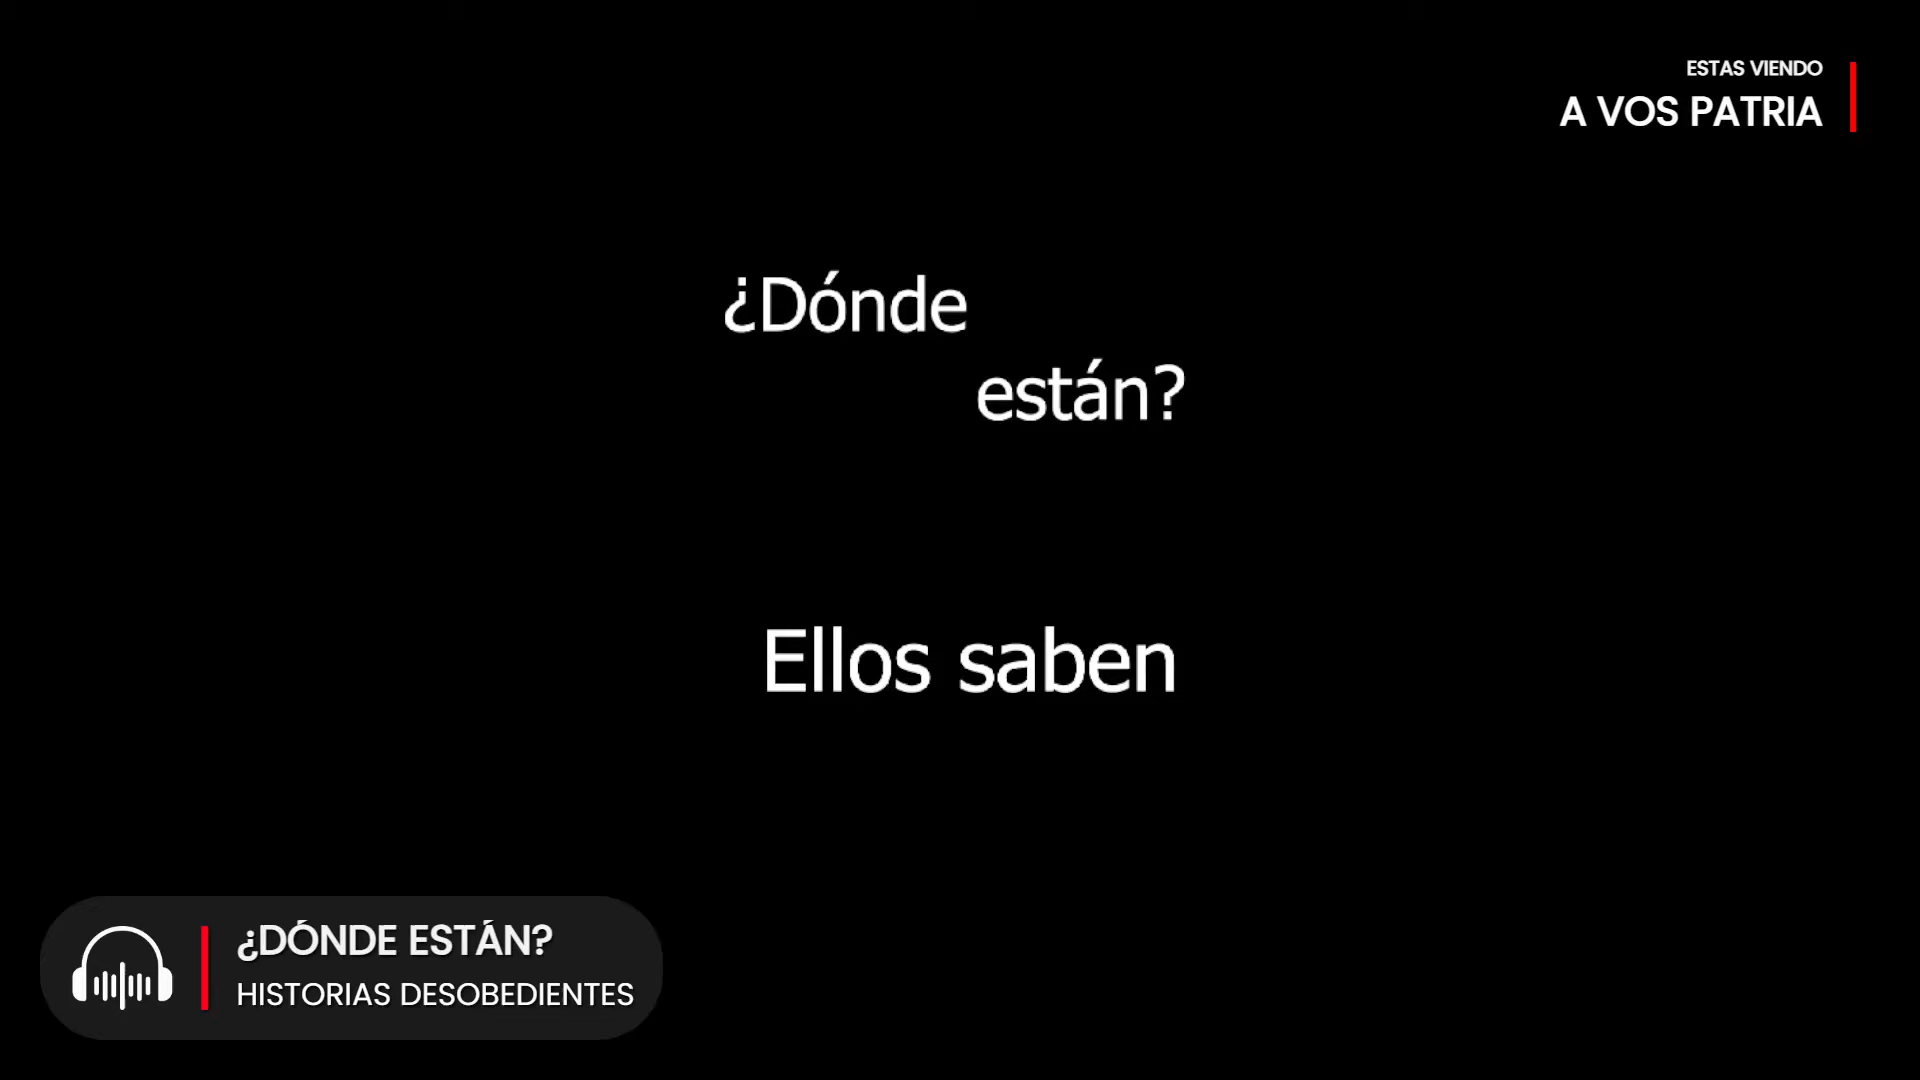 ESTAS VIENDO
A VOS PATRIA
¿Dónde
están?
Ellos saben
¿DÓNDE ESTÁN?
HISTORIAS DESOBEDIENTES